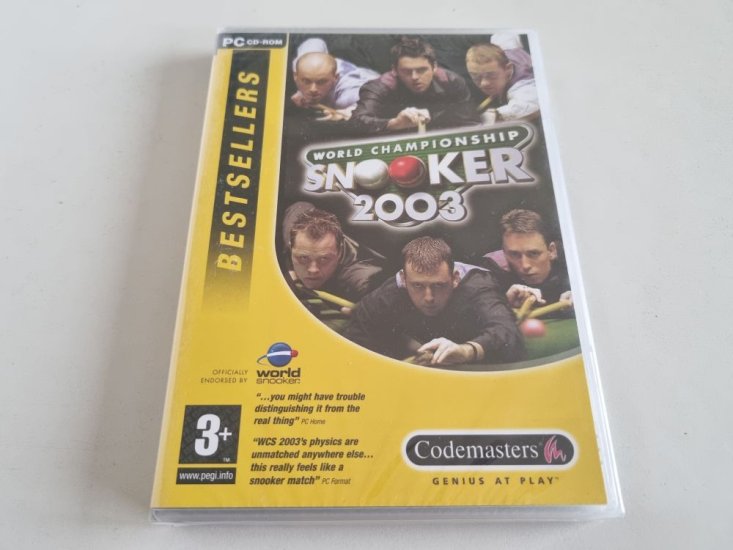 PC CD-ROM
BESTSELLERS
WORLD CHAMPIONSHIP
SNOOKER
2003
OFFICIALLY
ENDORSED BY
world
snooker
"...you might have trouble
distinguishing it from the
real thing" PC Home
"WCS 2003's physics are
unmatched anywhere else...
this really feels like a
snooker match" PC Format
3+
TM
www.pegi.info
Codemasters
GENIUS AT PLAY™